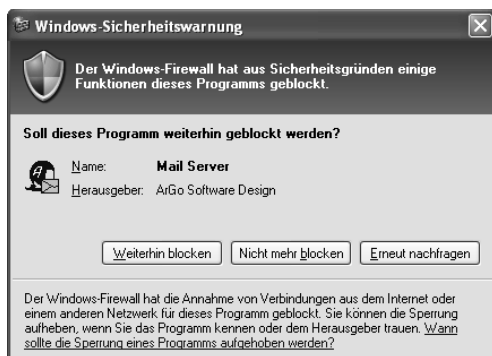 Windows-Sicherheitswarnung
Der Windows-Firewall hat aus Sicherheitsgründen einige
Funktionen dieses Programms geblockt.
Soll dieses Programm weiterhin geblockt werden?
Name: Mail Server
Herausgeber: ArGo Software Design
Weiterhin blocken Nicht mehr blocken Erneut nachfragen
Der Windows-Firewall hat die Annahme von Verbindungen aus dem Internet oder
einem anderen Netzwerk für dieses Programm geblockt. Sie können die Sperrung
aufheben, wenn Sie das Programm kennen oder dem Herausgeber trauen. Wann
sollte die Sperrung eines Programms aufgehoben werden?